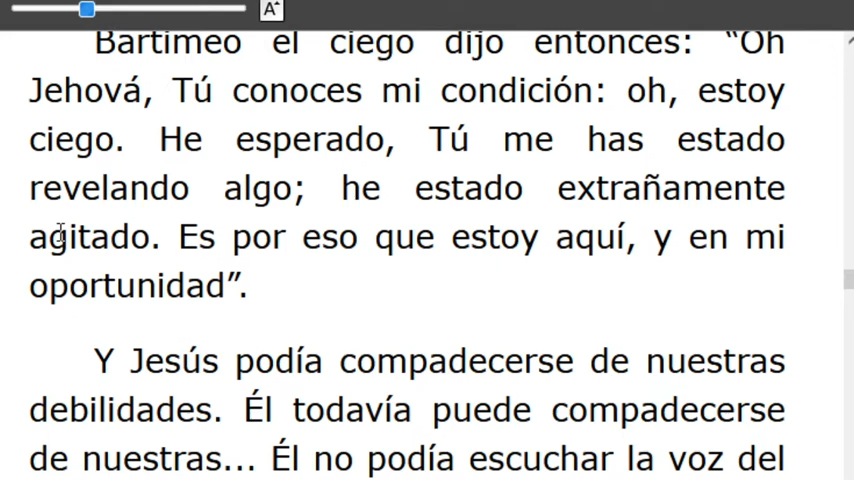 A
Bartimeo el ciego dijo entonces: “Oh
Jehová, Tú conoces mi condición: oh, estoy
ciego. He esperado, Tú me has estado
revelando algo; he estado extrañamente
agitado. Es por eso que estoy aquí, y en mi
oportunidad”.
Y Jesús podía compadecerse de nuestras
debilidades. Él todavía puede compadecerse
de nuestras... Él no podía escuchar la voz del